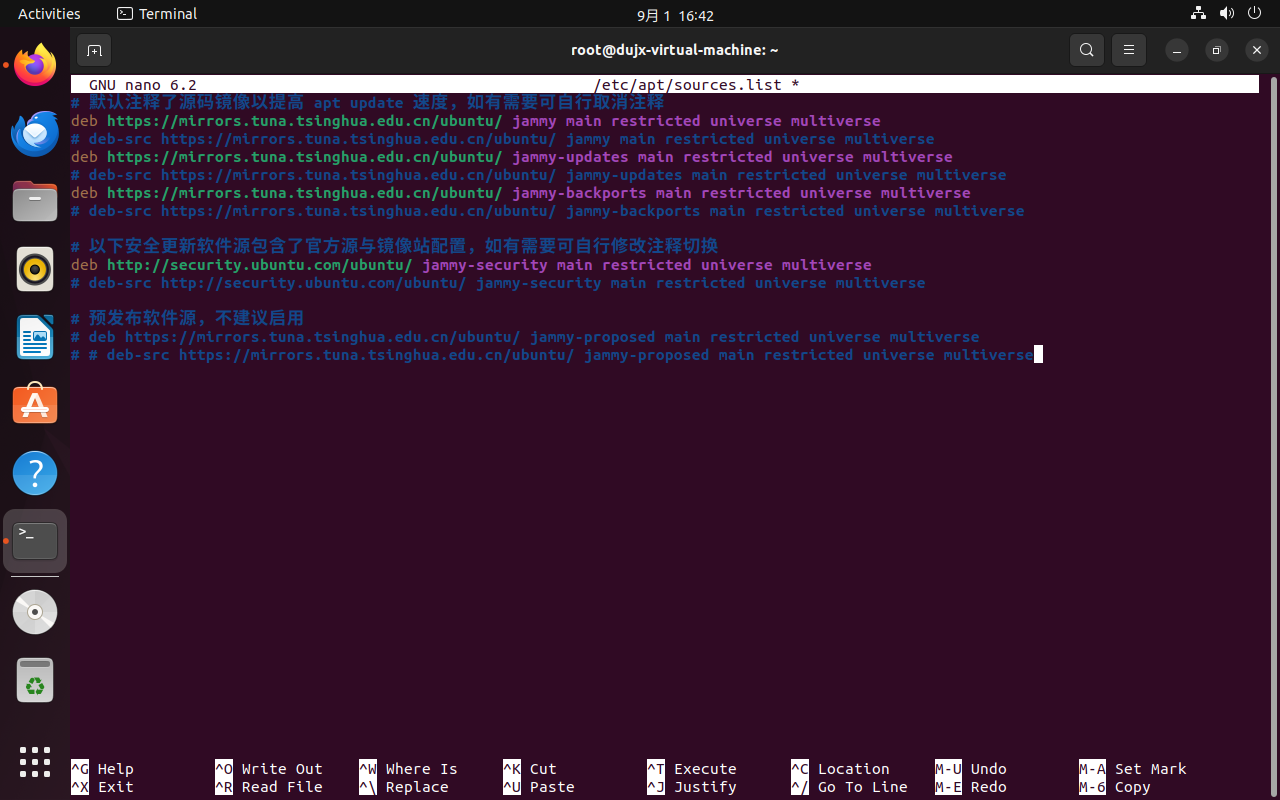 Activities Terminal 9月 1 16:42
root@dujx-virtual-machine: ~
GNU nano 6.2 /etc/apt/sources.list *
# 默认注释了源码镜像以提高 apt update 速度，如有需要可自行取消注释
deb https://mirrors.tuna.tsinghua.edu.cn/ubuntu/ jammy main restricted universe multiverse
# deb-src https://mirrors.tuna.tsinghua.edu.cn/ubuntu/ jammy main restricted universe multiverse
deb https://mirrors.tuna.tsinghua.edu.cn/ubuntu/ jammy-updates main restricted universe multiverse
# deb-src https://mirrors.tuna.tsinghua.edu.cn/ubuntu/ jammy-updates main restricted universe multiverse
deb https://mirrors.tuna.tsinghua.edu.cn/ubuntu/ jammy-backports main restricted universe multiverse
# deb-src https://mirrors.tuna.tsinghua.edu.cn/ubuntu/ jammy-backports main restricted universe multiverse
# 以下安全更新软件源包含了官方源与镜像站配置，如有需要可自行修改注释切换
deb http://security.ubuntu.com/ubuntu/ jammy-security main restricted universe multiverse
# deb-src http://security.ubuntu.com/ubuntu/ jammy-security main restricted universe multiverse
# 预发布软件源，不建议启用
# deb https://mirrors.tuna.tsinghua.edu.cn/ubuntu/ jammy-proposed main restricted universe multiverse
# # deb-src https://mirrors.tuna.tsinghua.edu.cn/ubuntu/ jammy-proposed main restricted universe multiverse
^G Help ^O Write Out ^W Where Is ^K Cut ^T Execute ^C Location M-U Undo M-A Set Mark
^X Exit ^R Read File ^\ Replace ^U Paste ^J Justify ^/ Go To Line M-E Redo M-6 Copy